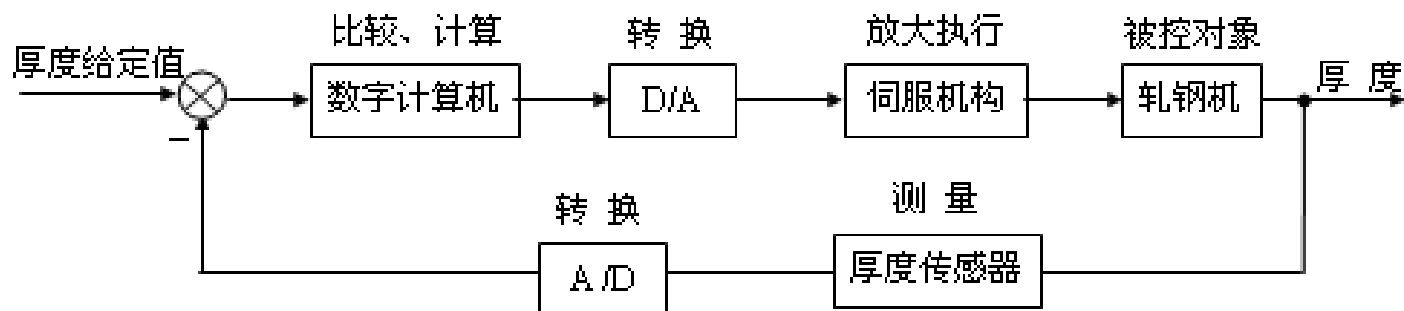 比较、计算
转 换
放大执行
被控对象
厚度给定值
数字计算机
D/A
伺服机构
轧钢机
厚 度
−
转 换
测 量
A/D
厚度传感器